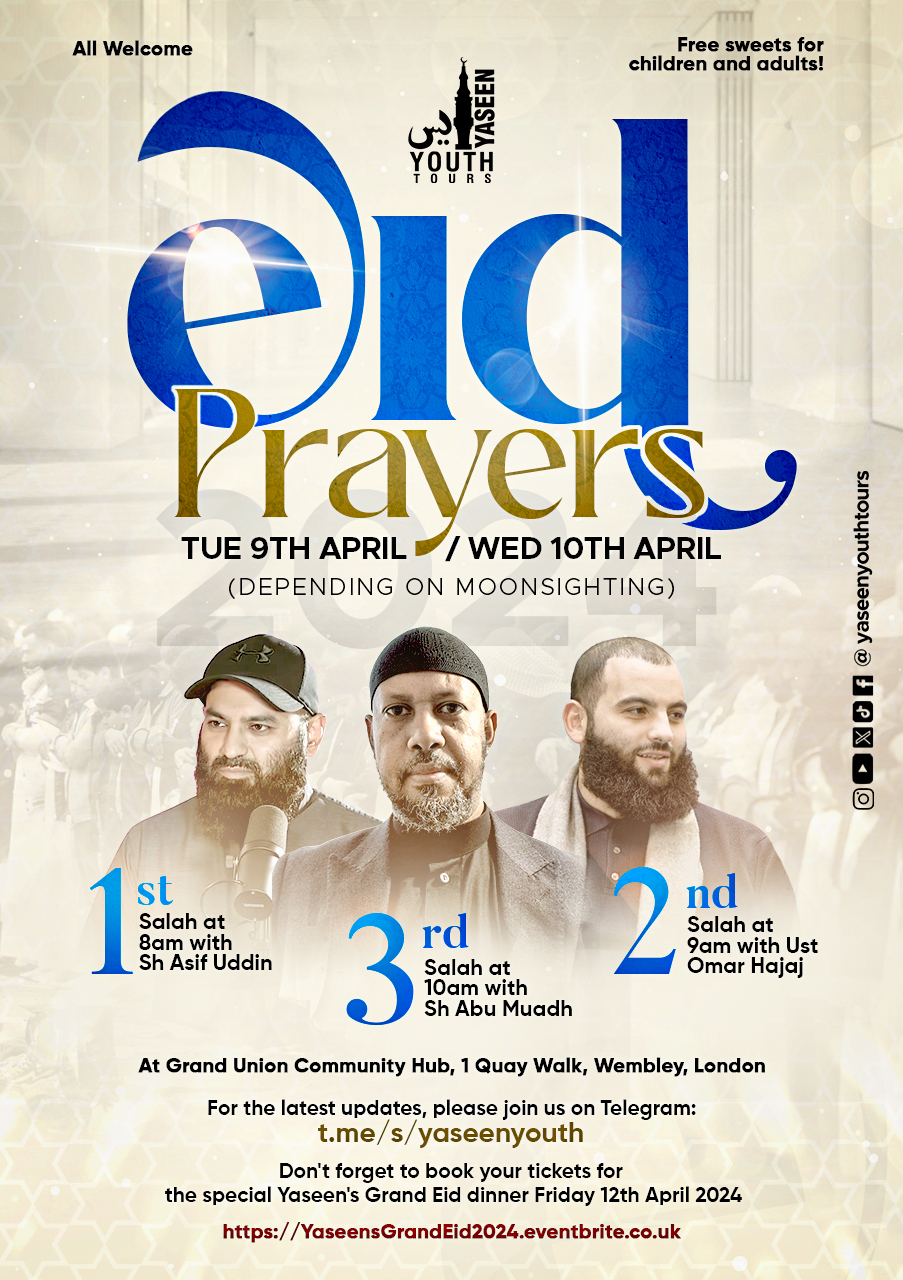 All Welcome
Free sweets for
children and adults!
يس
YASEEN
YOUTH
TOURS
eid
Prayers
2024
TUE 9TH APRIL / WED 10TH APRIL
(DEPENDING ON MOONSIGHTING)
@yaseenyouthtours
1st
Salah at
8am with
Sh Asif Uddin
2nd
Salah at
9am with Ust
Omar Hajaj
3rd
Salah at
10am with
Sh Abu Muadh
At Grand Union Community Hub, 1 Quay Walk, Wembley, London
For the latest updates, please join us on Telegram:
t.me/s/yaseenyouth
Don't forget to book your tickets for
the special Yaseen's Grand Eid dinner Friday 12th April 2024
https://YaseensGrandEid2024.eventbrite.co.uk